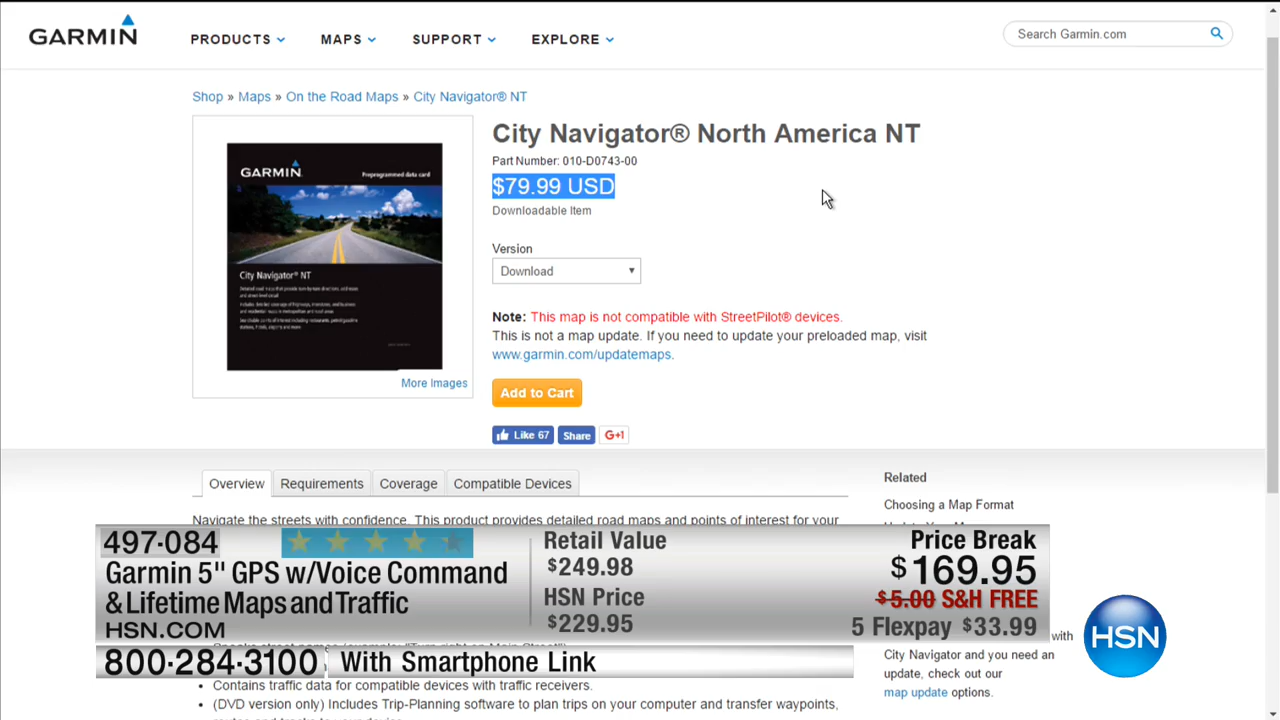 GARMIN
PRODUCTS
MAPS
SUPPORT
EXPLORE
Search Garmin.com
Shop » Maps » On the Road Maps » City Navigator® NT
GARMIN
Preprogrammed data card
City Navigator® NT
More Images
City Navigator® North America NT
Part Number: 010-D0743-00
$79.99 USD
Downloadable Item
Version
Download
Note: This map is not compatible with StreetPilot® devices.
This is not a map update. If you need to update your preloaded map, visit
www.garmin.com/updatemaps.
Add to Cart
Like 67
Share
G+1
Overview
Requirements
Coverage
Compatible Devices
Navigate the streets with confidence. This product provides detailed road maps and points of interest for your
Related
Choosing a Map Format
497-084
Garmin 5" GPS w/Voice Command
& Lifetime Maps and Traffic
HSN.COM
Retail Value
$249.98
HSN Price
$229.95
Price Break
$169.95
$5.00 S&H FREE
5 Flexpay $33.99
800-284-3100
With Smartphone Link
HSN
with
City Navigator and you need an
update, check out our
map update options.
• Contains traffic data for compatible devices with traffic receivers.
• (DVD version only) Includes Trip-Planning software to plan trips on your computer and transfer waypoints,